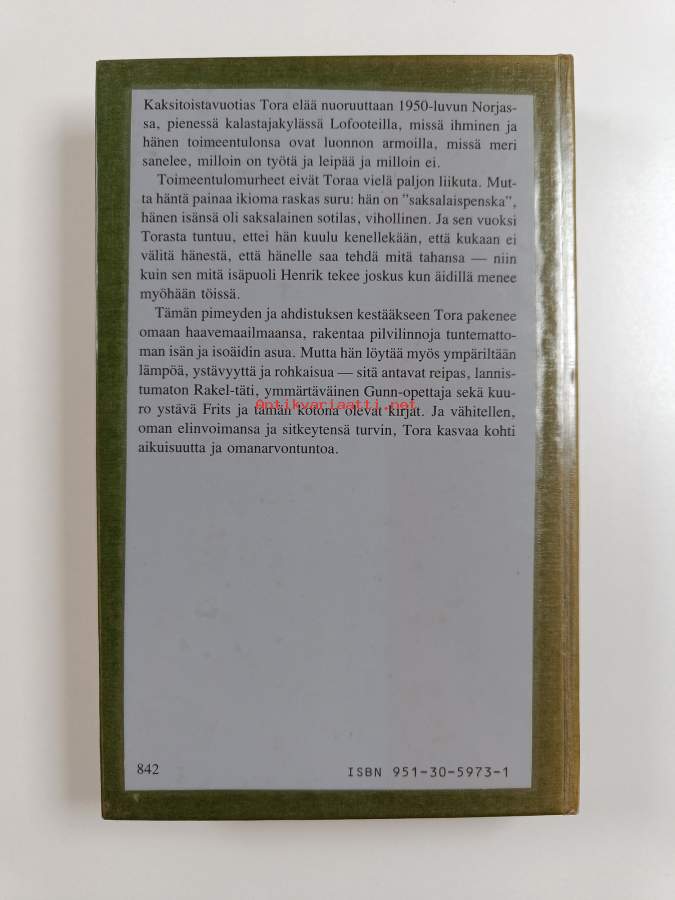 Kaksitoistavuotias Tora elää nuoruuttaan 1950-luvun Norjas-
sa, pienessä kalastajakylässä Lofooteilla, missä ihminen ja
hänen toimeentulonsa ovat luonnon armoilla, missä meri
sanelee, milloin on työtä ja leipää ja milloin ei.
Toimeentulomurheet eivät Toraa vielä paljon liikuta. Mut-
ta häntä painaa ikioma raskas suru: hän on ”saksalaispenska”,
hänen isänsä oli saksalainen sotilas, vihollinen. Ja sen vuoksi
Torasta tuntuu, ettei hän kuulu kenellekään, että kukaan ei
välitä hänestä, että hänelle saa tehdä mitä tahansa — niin
kuin sen mitä isäpuoli Henrik tekee joskus kun äidillä menee
myöhään töissä.
Tämän pimeyden ja ahdistuksen kestääkseen Tora pakenee
omaan haavemaailmaansa, rakentaa pilvilinnoja tuntematto-
man isän ja isoäidin asua. Mutta hän löytää myös ympäriltään
lämpöä, ystävyyttä ja rohkaisua — sitä antavat reipas, lannis-
tumaton Rakel-täti, ymmärtäväinen Gunn-opettaja sekä kuu-
ro ystävä Frits ja tämän kotona olevat kirjat. Ja vähitellen,
antikvariaatti.net
oman elinvoimansa ja sitkeytensä turvin, Tora kasvaa kohti
aikuisuutta ja omanarvontuntoa.
842
ISBN 951-30-5973-1